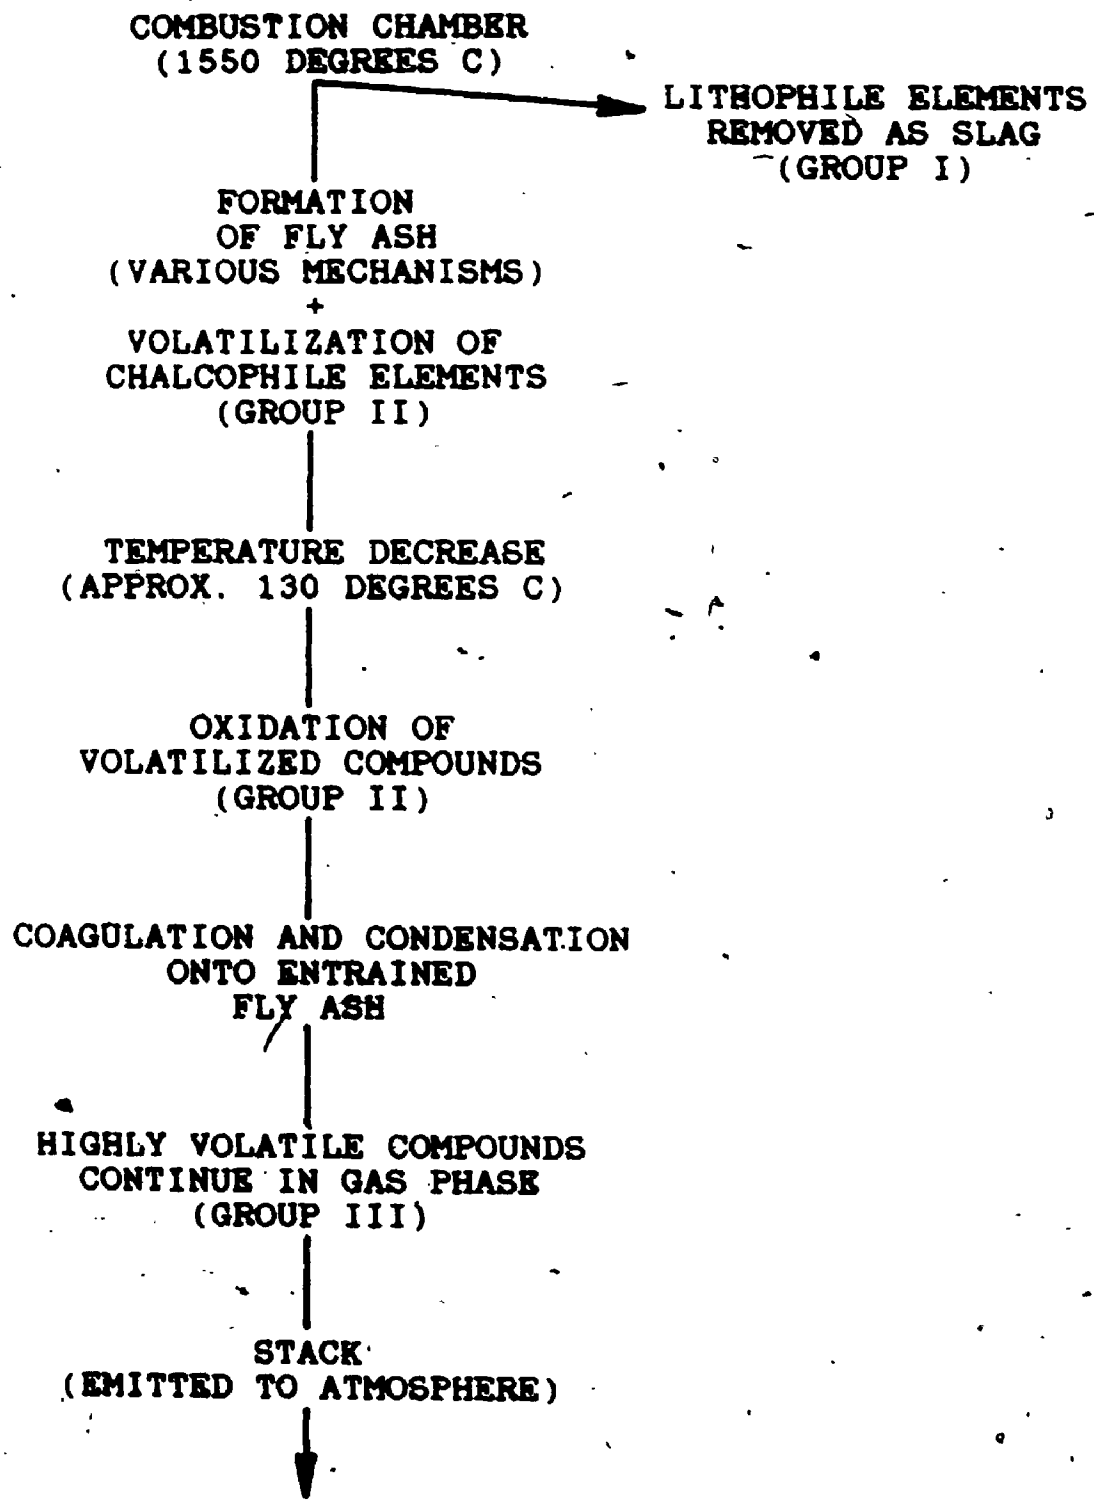 COMBUSTION CHAMBER
(1550 DEGREES C)
LITHOPHILE ELEMENTS
REMOVED AS SLAG
(GROUP I)
FORMATION
OF FLY ASH
(VARIOUS MECHANISMS)
+
VOLATILIZATION OF
CHALCOPHILE ELEMENTS
(GROUP II)
TEMPERATURE DECREASE
(APPROX. 130 DEGREES C)
OXIDATION OF
VOLATILIZED COMPOUNDS
(GROUP II)
COAGULATION AND CONDENSATION
ONTO ENTRAINED
FLY ASH
HIGHLY VOLATILE COMPOUNDS
CONTINUE IN GAS PHASE
(GROUP III)
STACK
(EMITTED TO ATMOSPHERE)